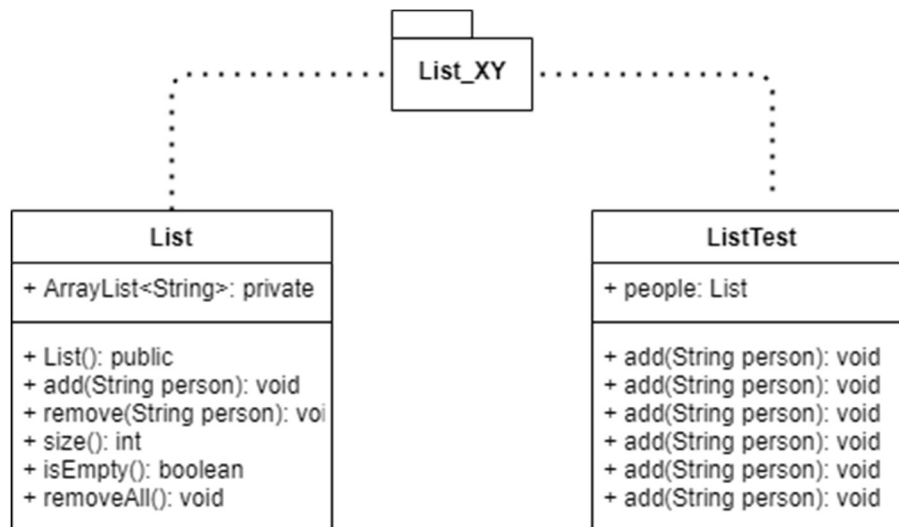 List_XY
List
+ ArrayList<String>: private
+ List(): public
+ add(String person): void
+ remove(String person): voi
+ size(): int
+ isEmpty(): boolean
+ removeAll(): void
ListTest
+ people: List
+ add(String person): void
+ add(String person): void
+ add(String person): void
+ add(String person): void
+ add(String person): void
+ add(String person): void